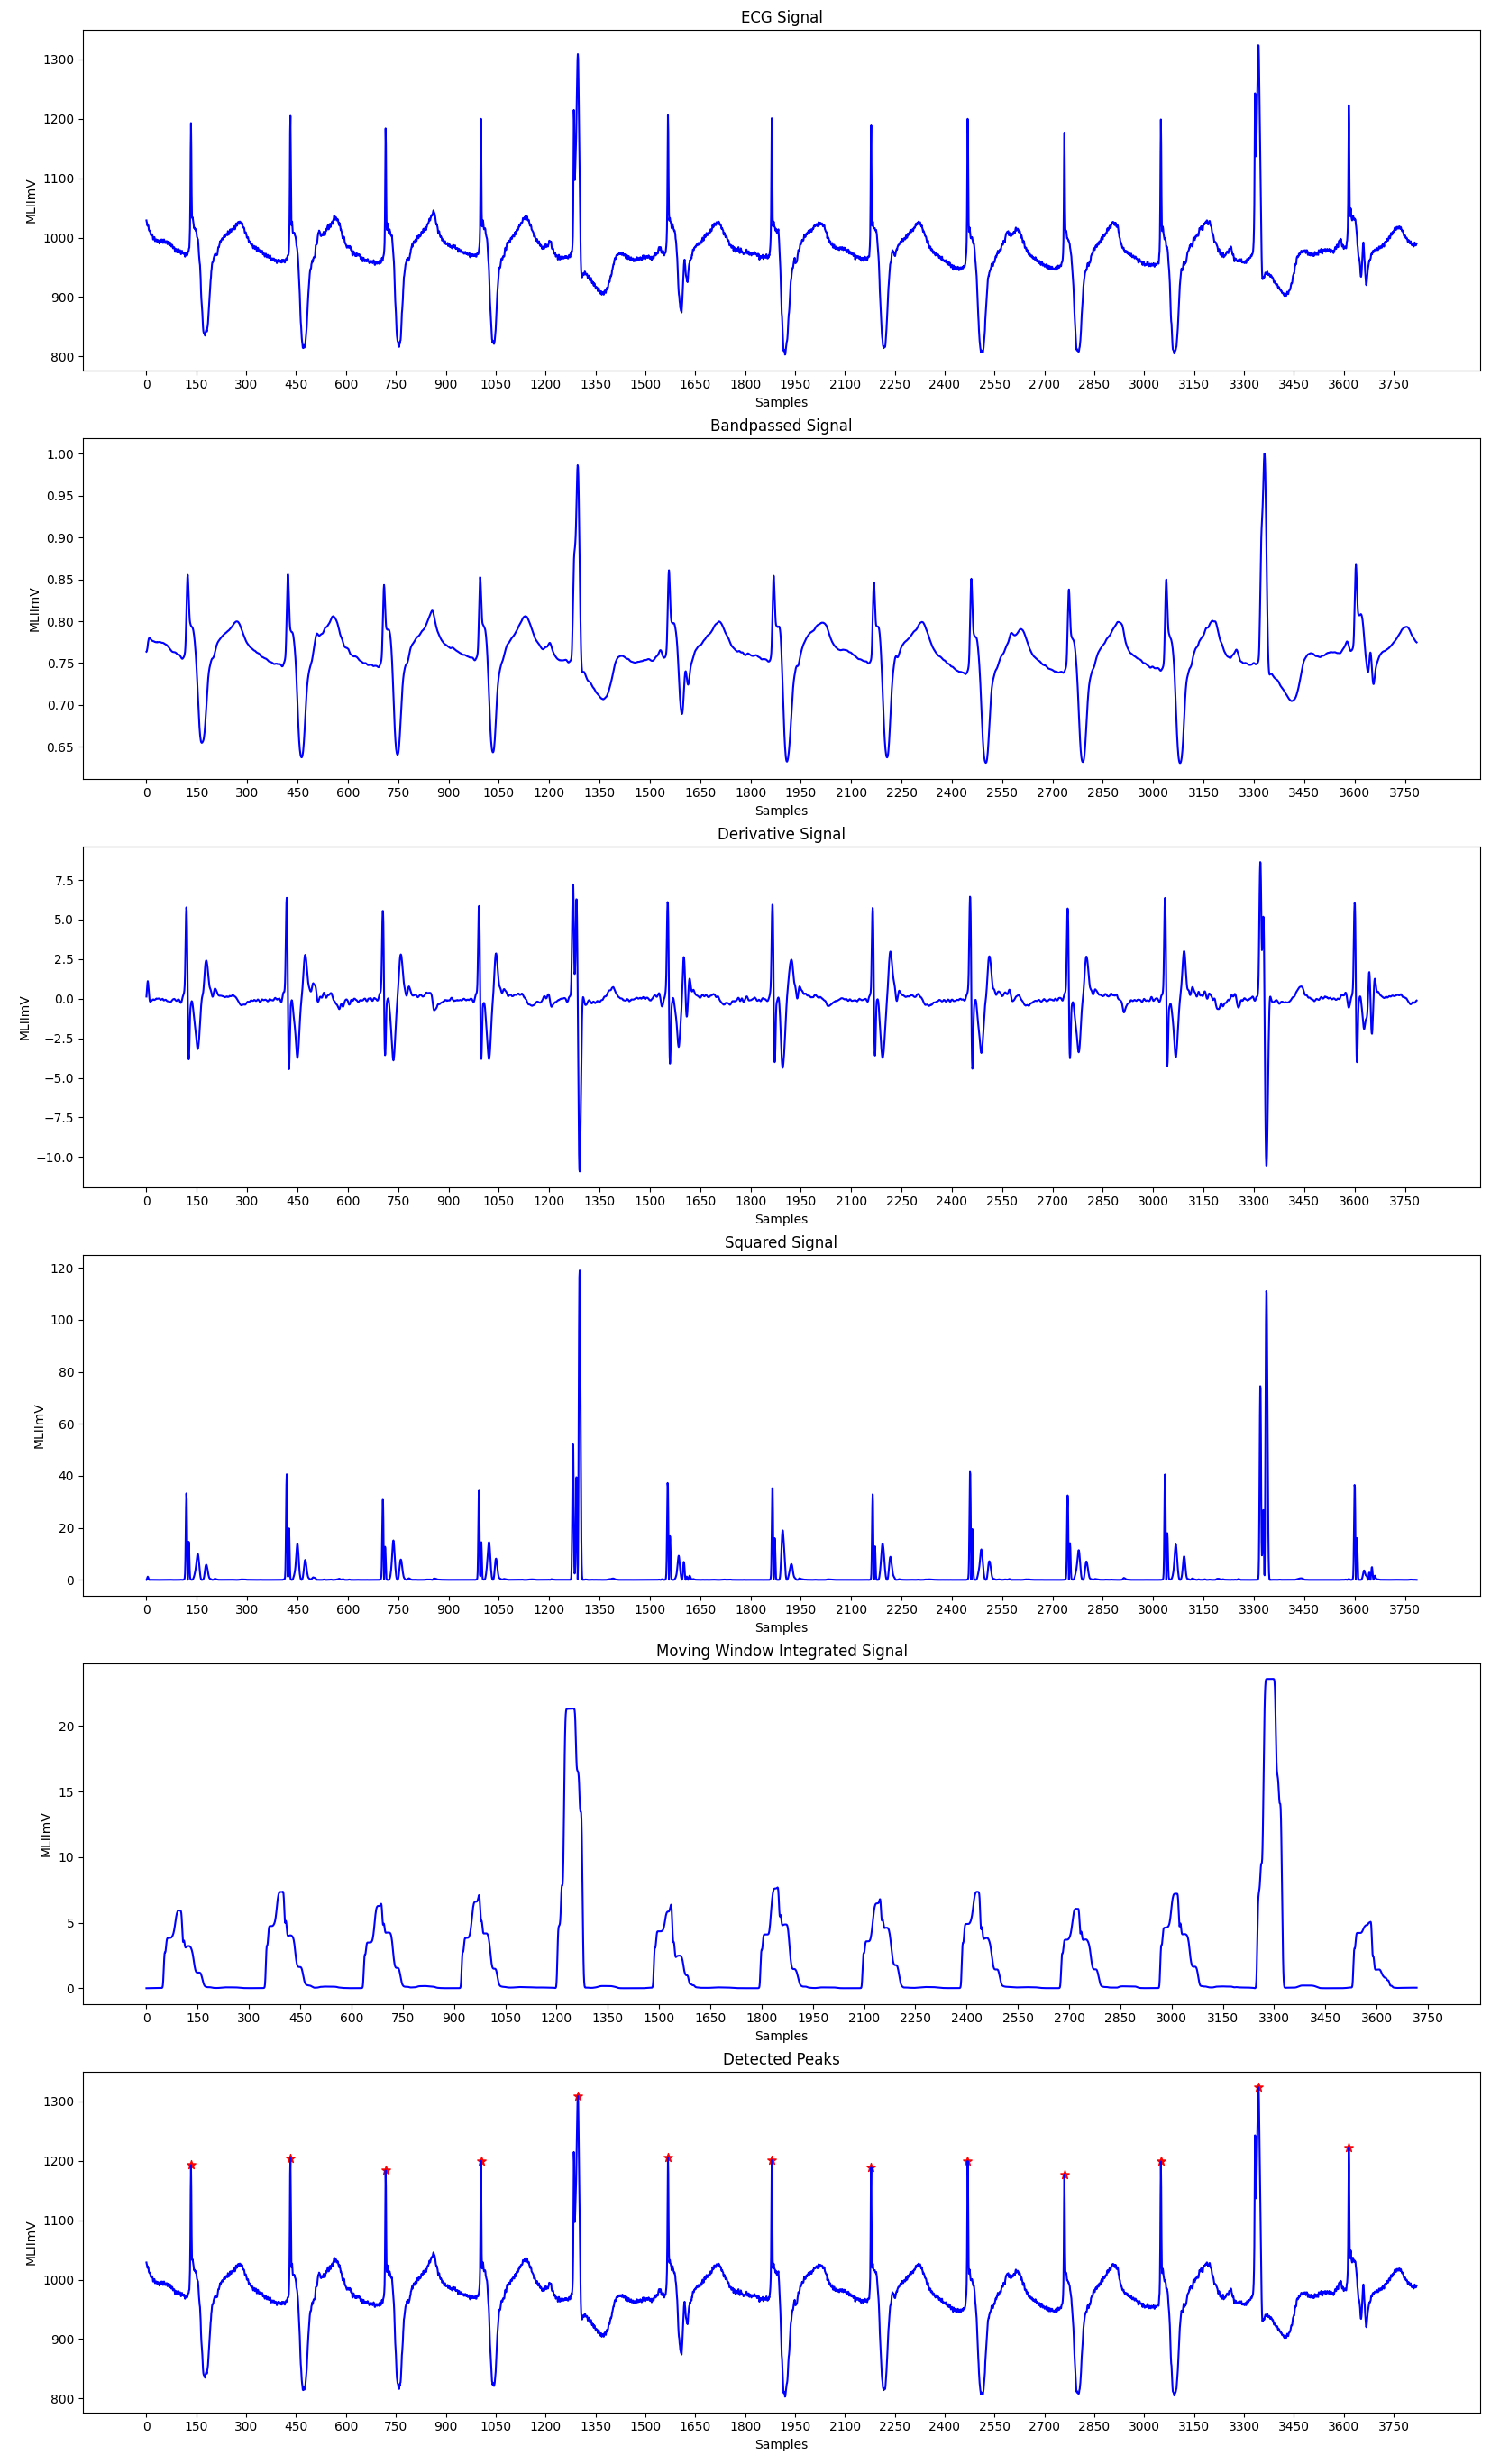 ECG Signal
1300
1200
1100
1000
900
800
MLIImV
0 150 300 450 600 750 900 1050 1200 1350 1500 1650 1800 1950 2100 2250 2400 2550 2700 2850 3000 3150 3300 3450 3600 3750
Samples
Bandpassed Signal
1.00
0.95
0.90
0.85
0.80
0.75
0.70
0.65
MLIImV
0 150 300 450 600 750 900 1050 1200 1350 1500 1650 1800 1950 2100 2250 2400 2550 2700 2850 3000 3150 3300 3450 3600 3750
Samples
Derivative Signal
7.5
5.0
2.5
0.0
−2.5
−5.0
−7.5
−10.0
MLIImV
0 150 300 450 600 750 900 1050 1200 1350 1500 1650 1800 1950 2100 2250 2400 2550 2700 2850 3000 3150 3300 3450 3600 3750
Samples
Squared Signal
120
100
80
60
40
20
0
MLIImV
0 150 300 450 600 750 900 1050 1200 1350 1500 1650 1800 1950 2100 2250 2400 2550 2700 2850 3000 3150 3300 3450 3600 3750
Samples
Moving Window Integrated Signal
20
15
10
5
0
MLIImV
0 150 300 450 600 750 900 1050 1200 1350 1500 1650 1800 1950 2100 2250 2400 2550 2700 2850 3000 3150 3300 3450 3600 3750
Samples
Detected Peaks
1300
1200
1100
1000
900
800
MLIImV
0 150 300 450 600 750 900 1050 1200 1350 1500 1650 1800 1950 2100 2250 2400 2550 2700 2850 3000 3150 3300 3450 3600 3750
Samples